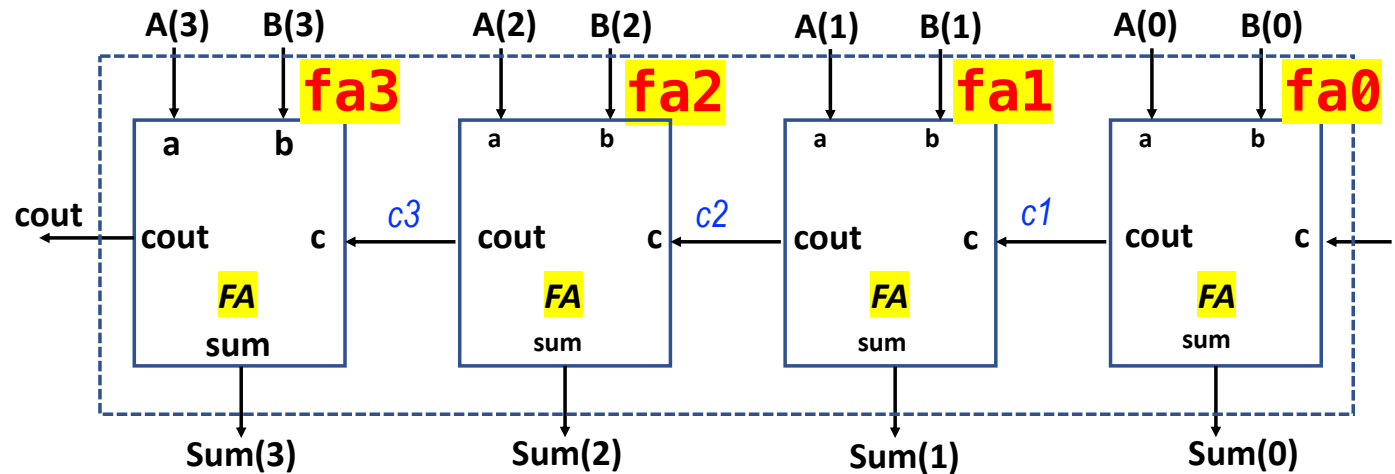 A(3) B(3) A(2) B(2) A(1) B(1) A(0) B(0)
fa3 fa2 fa1 fa0
a b a b a b a b
cout c3 c2 c1
cout c cout c cout c cout c
FA FA FA FA
sum sum sum sum
Sum(3) Sum(2) Sum(1) Sum(0)